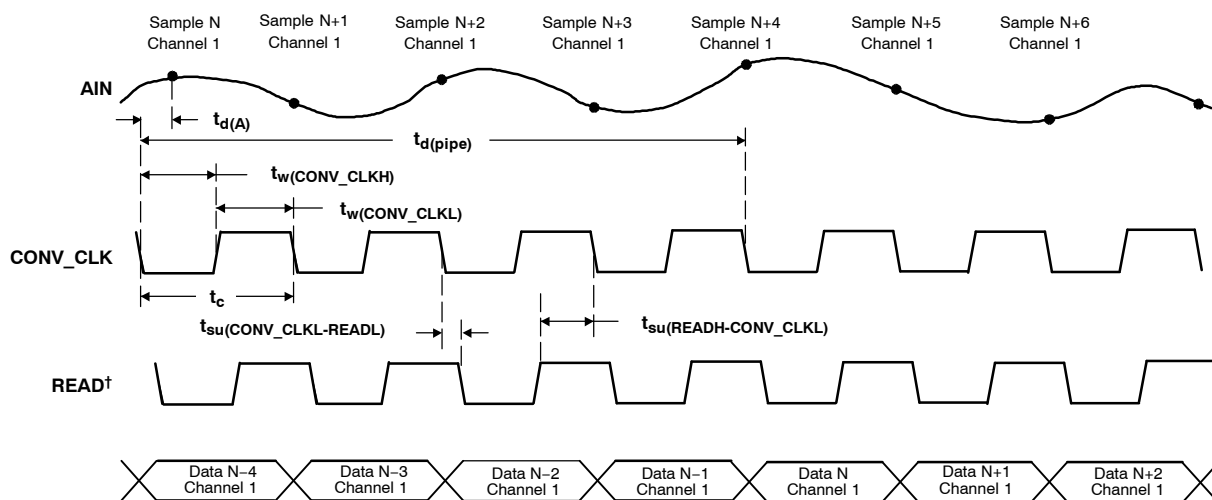 Sample N
Channel 1
Sample N+1
Channel 1
Sample N+2
Channel 1
Sample N+3
Channel 1
Sample N+4
Channel 1
Sample N+5
Channel 1
Sample N+6
Channel 1
AIN
td(A)
td(pipe)
tw(CONV_CLKH)
tw(CONV_CLKL)
CONV_CLK
tc
tsu(CONV_CLKL-READL)
tsu(READH-CONV_CLKL)
READ†
Data N−4
Channel 1
Data N−3
Channel 1
Data N−2
Channel 1
Data N−1
Channel 1
Data N
Channel 1
Data N+1
Channel 1
Data N+2
Channel 1